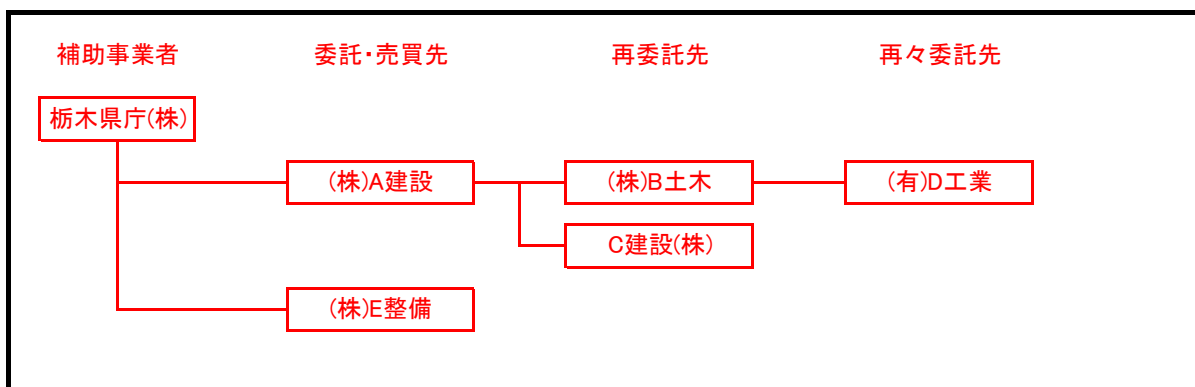 補助事業者 委託・売買先 再委託先 再々委託先
栃木県庁(株)
(株)A建設 (株)B土木 (有)D工業
C建設(株)
(株)E整備